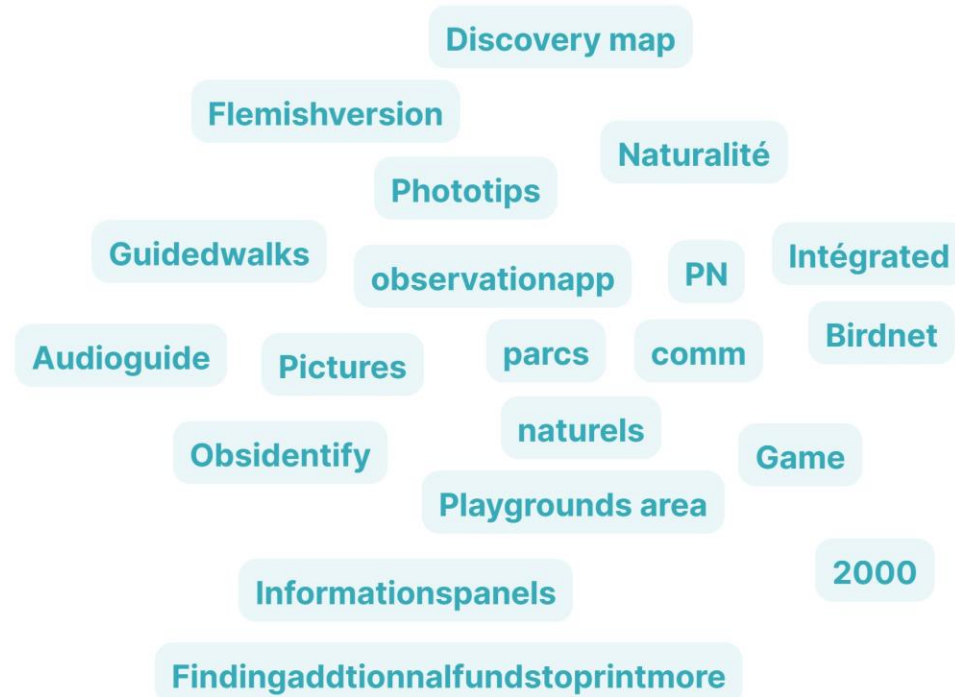 Discovery map
Flemishversion
Naturalité
Phototips
Guidedwalks
observationapp
PN
Intégrated
Audioguide
Pictures
parcs
comm
Birdnet
naturels
Obsidentify
Game
Playgrounds area
2000
Informationspanels
Findingaddtionnalfundstoprintmore